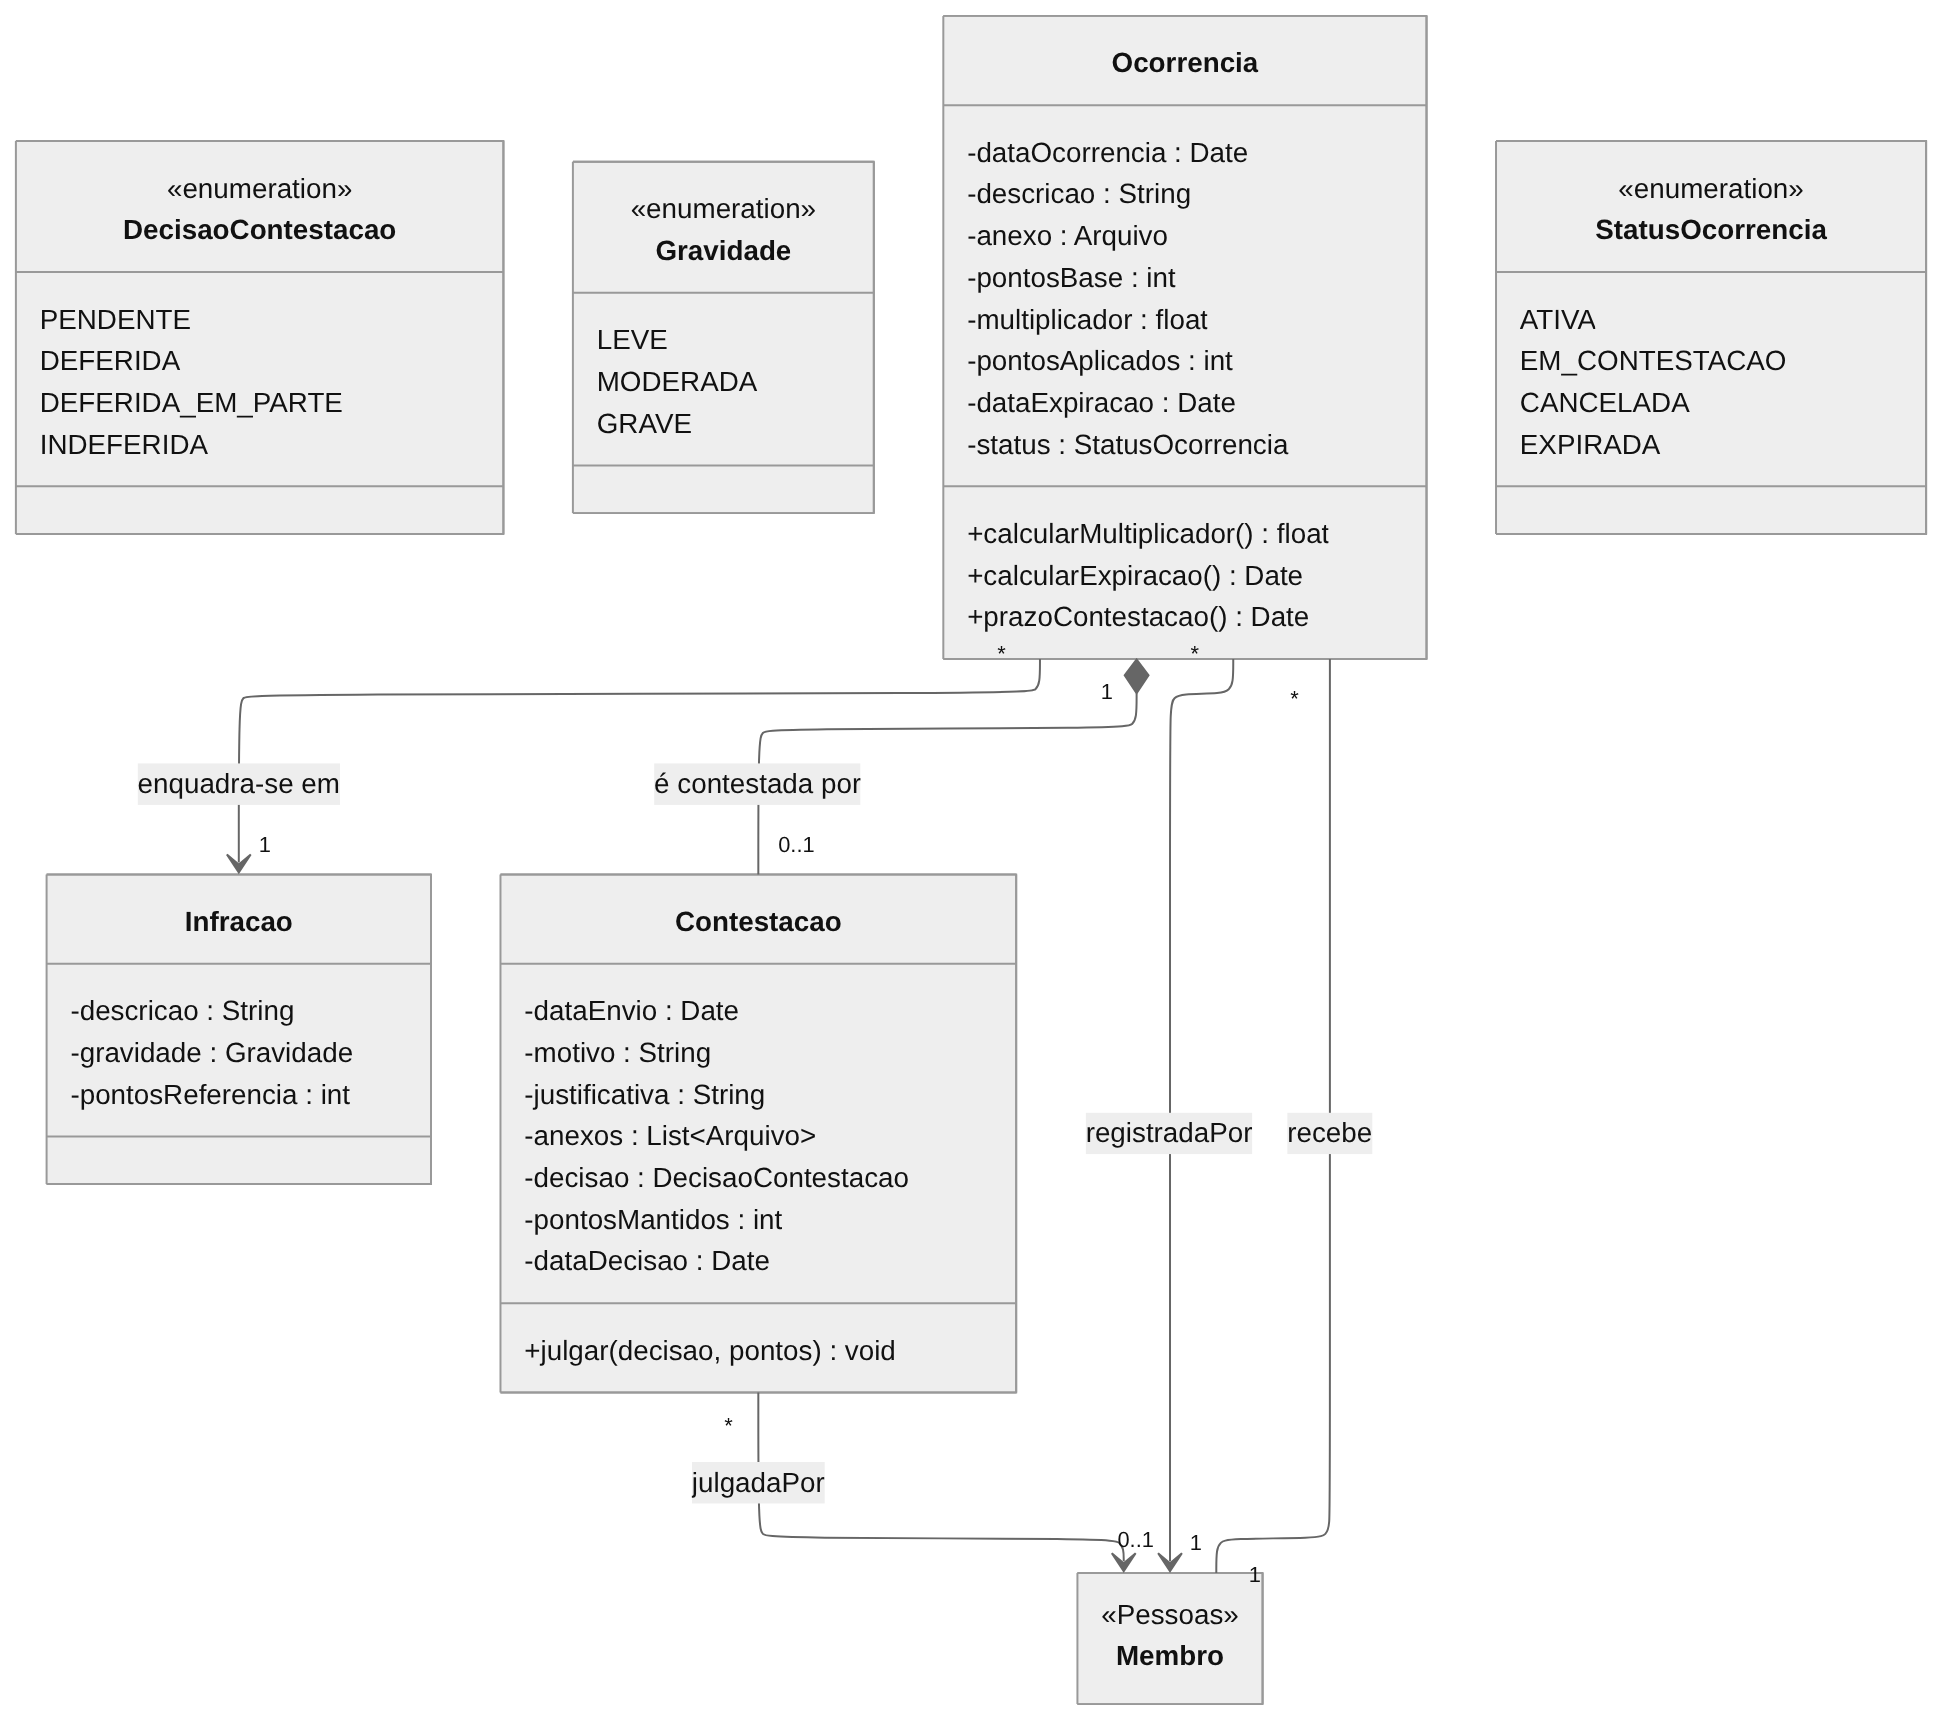 «enumeration»
DecisaoContestacao
PENDENTE
DEFERIDA
DEFERIDA_EM_PARTE
INDEFERIDA
«enumeration»
Gravidade
LEVE
MODERADA
GRAVE
Ocorrencia
-dataOcorrencia : Date
-descricao : String
-anexo : Arquivo
-pontosBase : int
-multiplicador : float
-pontosAplicados : int
-dataExpiracao : Date
-status : StatusOcorrencia
+calcularMultiplicador() : float
+calcularExpiracao() : Date
+prazoContestacao() : Date
«enumeration»
StatusOcorrencia
ATIVA
EM_CONTESTACAO
CANCELADA
EXPIRADA
*
1
*
*
enquadra-se em
é contestada por
1
0..1
Infracao
-descricao : String
-gravidade : Gravidade
-pontosReferencia : int
Contestacao
-dataEnvio : Date
-motivo : String
-justificativa : String
-anexos : List<Arquivo>
-decisao : DecisaoContestacao
-pontosMantidos : int
-dataDecisao : Date
+julgar(decisao, pontos) : void
registradaPor
recebe
*
julgadaPor
0..1
1
1
«Pessoas»
Membro